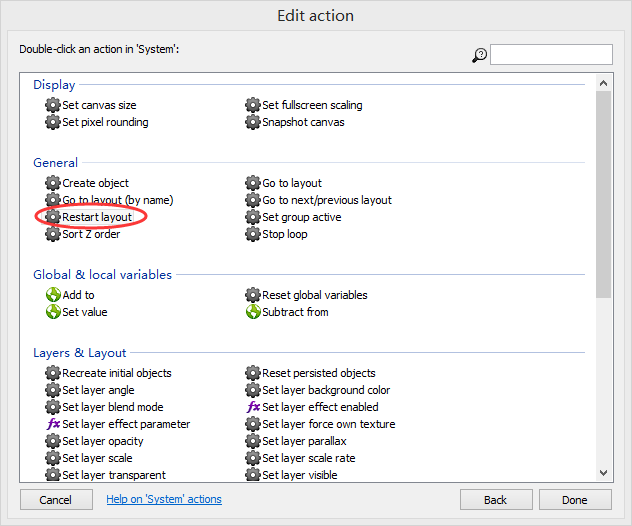 Edit action
Double-click an action in 'System':
Display
Set canvas size
Set fullscreen scaling
Set pixel rounding
Snapshot canvas
General
Create object
Go to layout
Go to layout (by name)
Go to next/previous layout
Restart layout
Set group active
Sort Z order
Stop loop
Global & local variables
Add to
Reset global variables
Set value
Subtract from
Layers & Layout
Recreate initial objects
Reset persisted objects
Set layer angle
Set layer background color
Set layer blend mode
fx Set layer effect enabled
fx Set layer effect parameter
Set layer force own texture
Set layer opacity
Set layer parallax
Set layer scale
Set layer scale rate
Set layer transparent
Set layer visible
Cancel
Help on 'System' actions
Back
Done